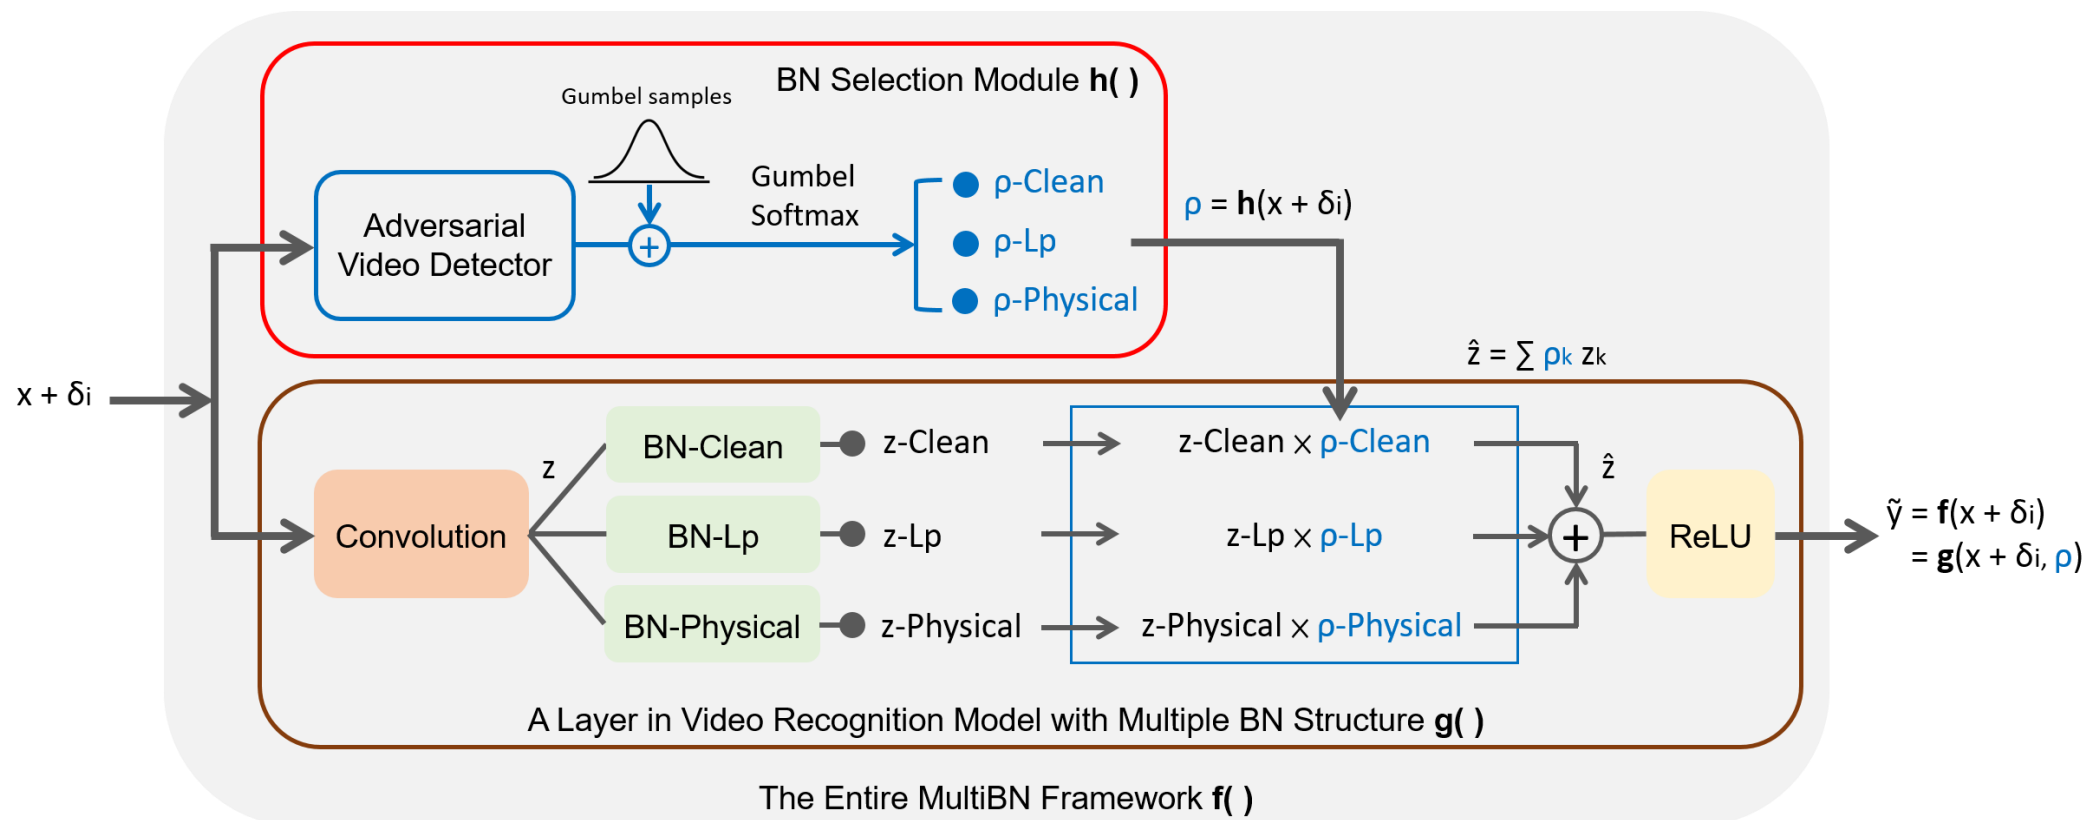 BN Selection Module h( )
Gumbel samples
Gumbel
Softmax
Adversarial
Video Detector
+
ρ-Clean
ρ-Lp
ρ-Physical
ρ = h(x + δi)
x + δi
ẑ = ∑ ρk zk
Convolution
z
BN-Clean
BN-Lp
BN-Physical
z-Clean
z-Lp
z-Physical
z-Clean × ρ-Clean
z-Lp × ρ-Lp
z-Physical × ρ-Physical
ẑ
+
ReLU
ỹ = f(x + δi)
= g(x + δi, ρ)
A Layer in Video Recognition Model with Multiple BN Structure g( )
The Entire MultiBN Framework f( )